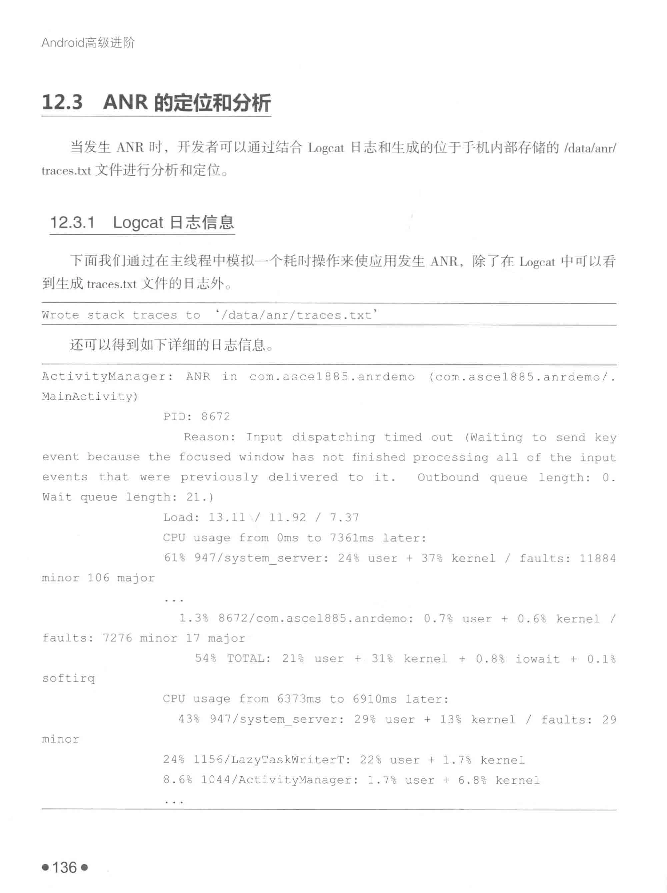 Android高级进阶
12.3 ANR 的定位和分析
当发生 ANR 时，开发者可以通过结合 Logcat 日志和生成的位于手机内部存储的 /data/anr/
traces.txt 文件进行分析和定位。
12.3.1 Logcat 日志信息
下面我们通过在主线程中模拟一个耗时操作来使应用发生 ANR，除了在 Logcat 中可以看
到生成 traces.txt 文件的日志外。
Wrote stack traces to '/data/anr/traces.txt'
还可以得到如下详细的日志信息。
ActivityManager: ANR in com.asce1885.anrdemo (com.asce1885.anrdemo/.
MainActivity)
PID: 8672
Reason: Input dispatching timed out (Waiting to send key
event because the focused window has not finished processing all of the input
events that were previously delivered to it. Outbound queue length: 0.
Wait queue length: 21.)
Load: 13.11 / 11.92 / 7.37
CPU usage from 0ms to 7361ms later:
61% 947/system_server: 24% user + 37% kernel / faults: 11884
minor 106 major
...
1.3% 8672/com.asce1885.anrdemo: 0.7% user + 0.6% kernel /
faults: 7276 minor 17 major
54% TOTAL: 21% user + 31% kernel + 0.8% iowait + 0.1%
softirq
CPU usage from 6373ms to 6910ms later:
43% 947/system_server: 29% user + 13% kernel / faults: 29
minor
24% 1156/LazyTaskWriterT: 22% user + 1.7% kernel
8.6% 1044/ActivityManager: 1.7% user + 6.8% kernel
...
●136●